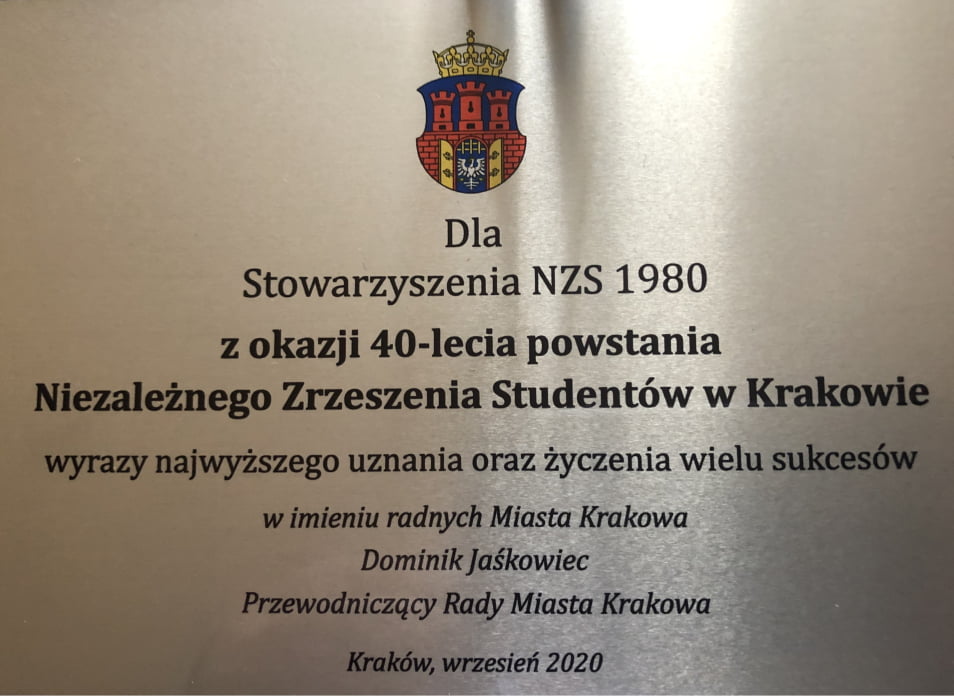 Dla
Stowarzyszenia NZS 1980
z okazji 40-lecia powstania
Niezależnego Zrzeszenia Studentów w Krakowie
wyrazy najwyższego uznania oraz życzenia wielu sukcesów
w imieniu radnych Miasta Krakowa
Dominik Jaśkowiec
Przewodniczący Rady Miasta Krakowa
Kraków, wrzesień 2020